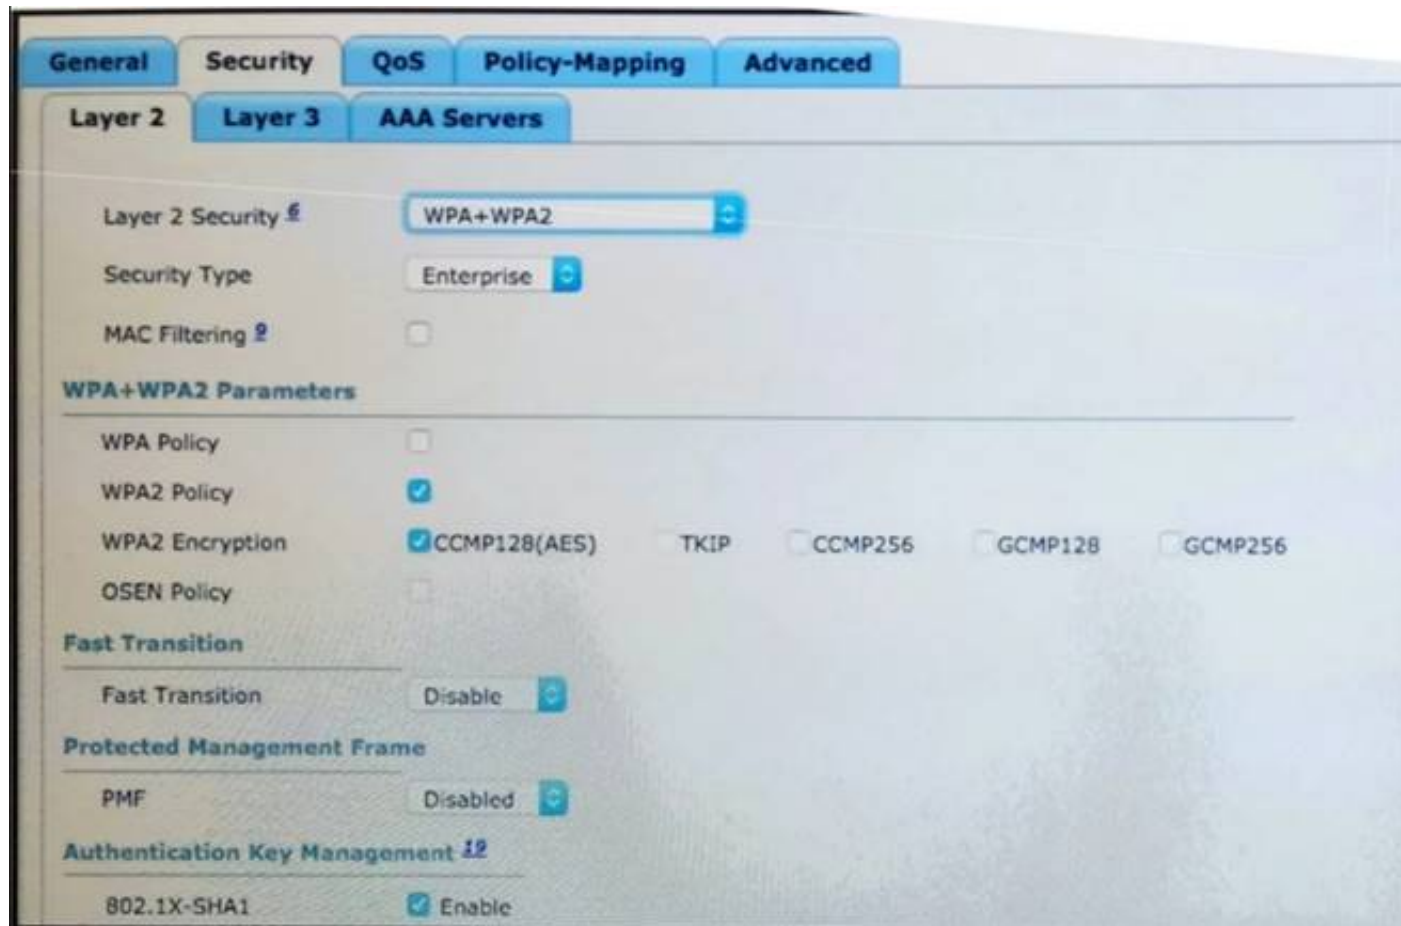 General Security QoS Policy-Mapping Advanced
Layer 2 Layer 3 AAA Servers
Layer 2 Security 6 WPA+WPA2
Security Type Enterprise
MAC Filtering 9
WPA+WPA2 Parameters
WPA Policy
WPA2 Policy
WPA2 Encryption CCMP128(AES) TKIP CCMP256 GCMP128 GCMP256
OSEN Policy
Fast Transition
Fast Transition Disable
Protected Management Frame
PMF Disabled
Authentication Key Management 19
802.1X-SHA1 Enable